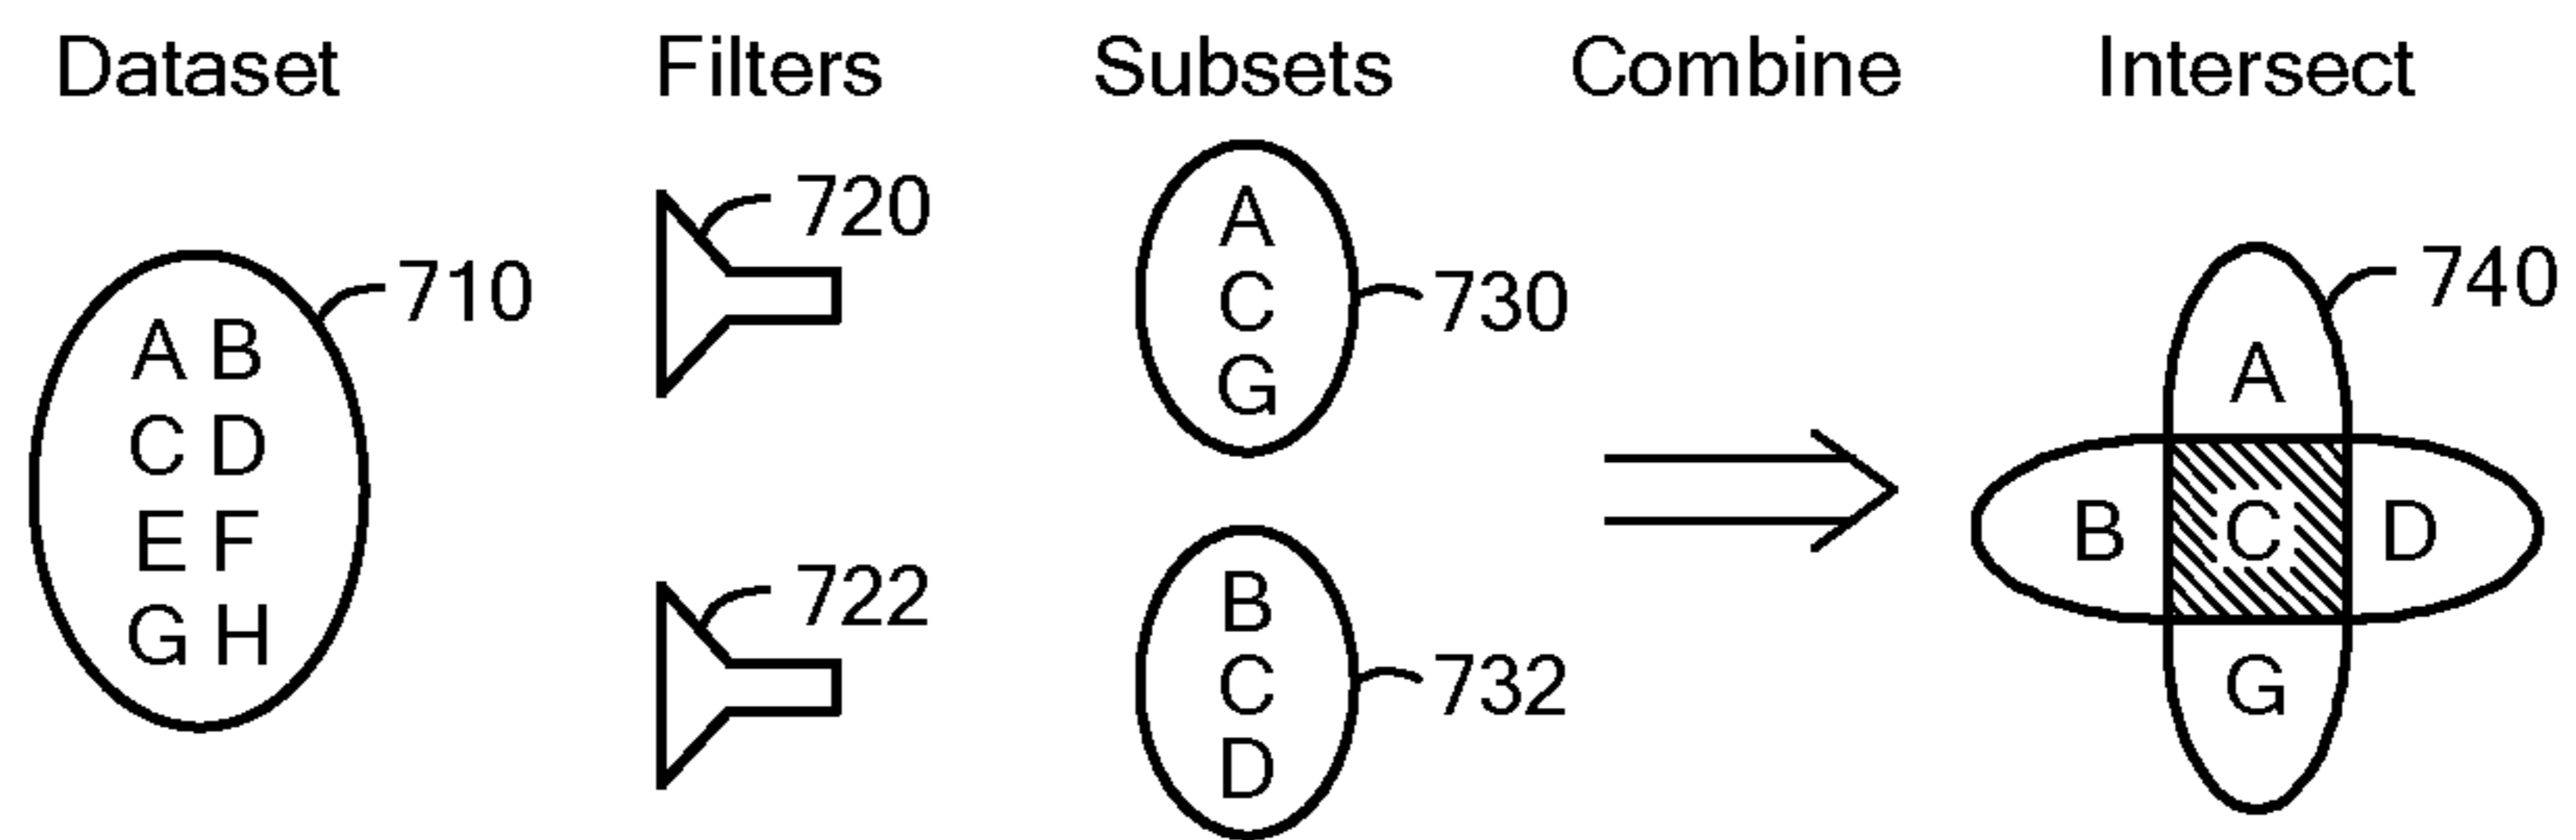 Dataset Filters Subsets Combine Intersect
710
A B
C D
E F
G H
720
722
A
C
G
730
B
C
D
732
740
A
B C D
G